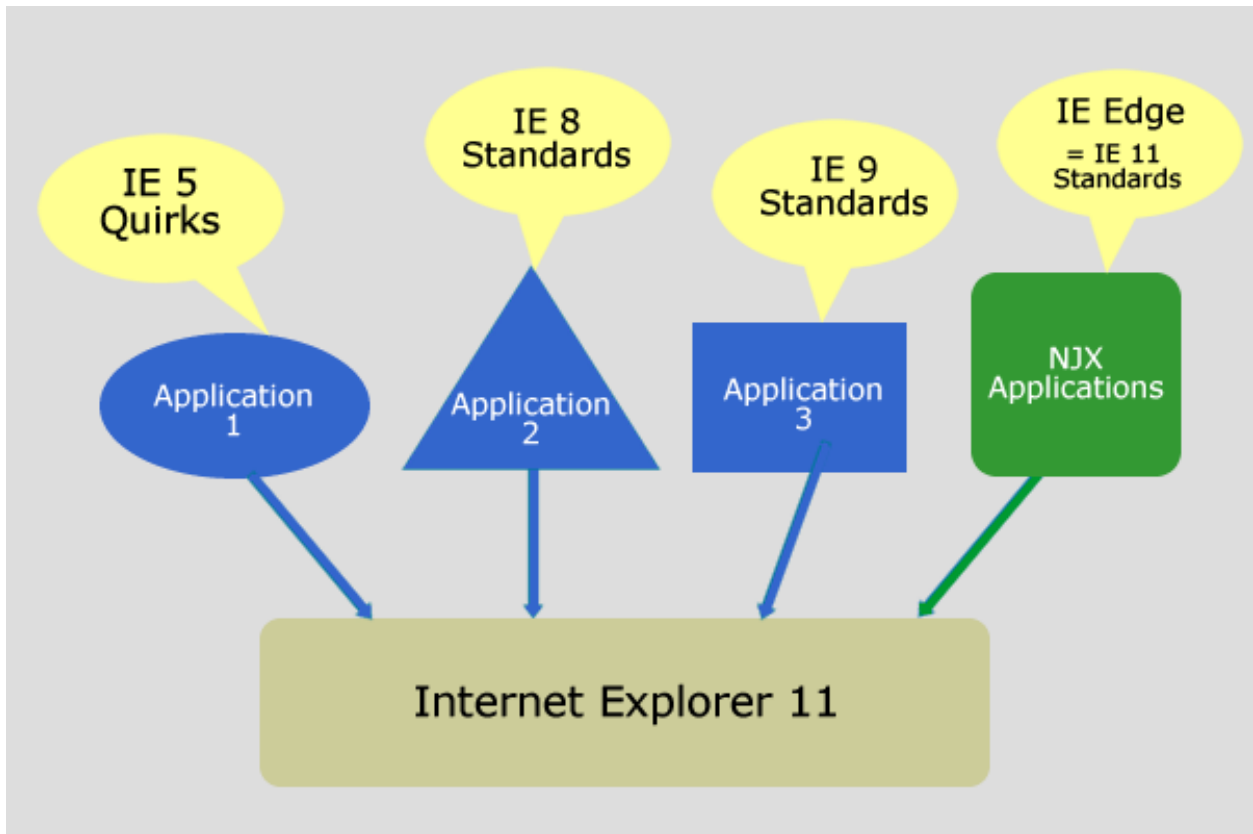 IE 5
Quirks
IE 8
Standards
IE 9
Standards
IE Edge
= IE 11
Standards
Application
1
Application
2
Application
3
NJX
Applications
Internet Explorer 11